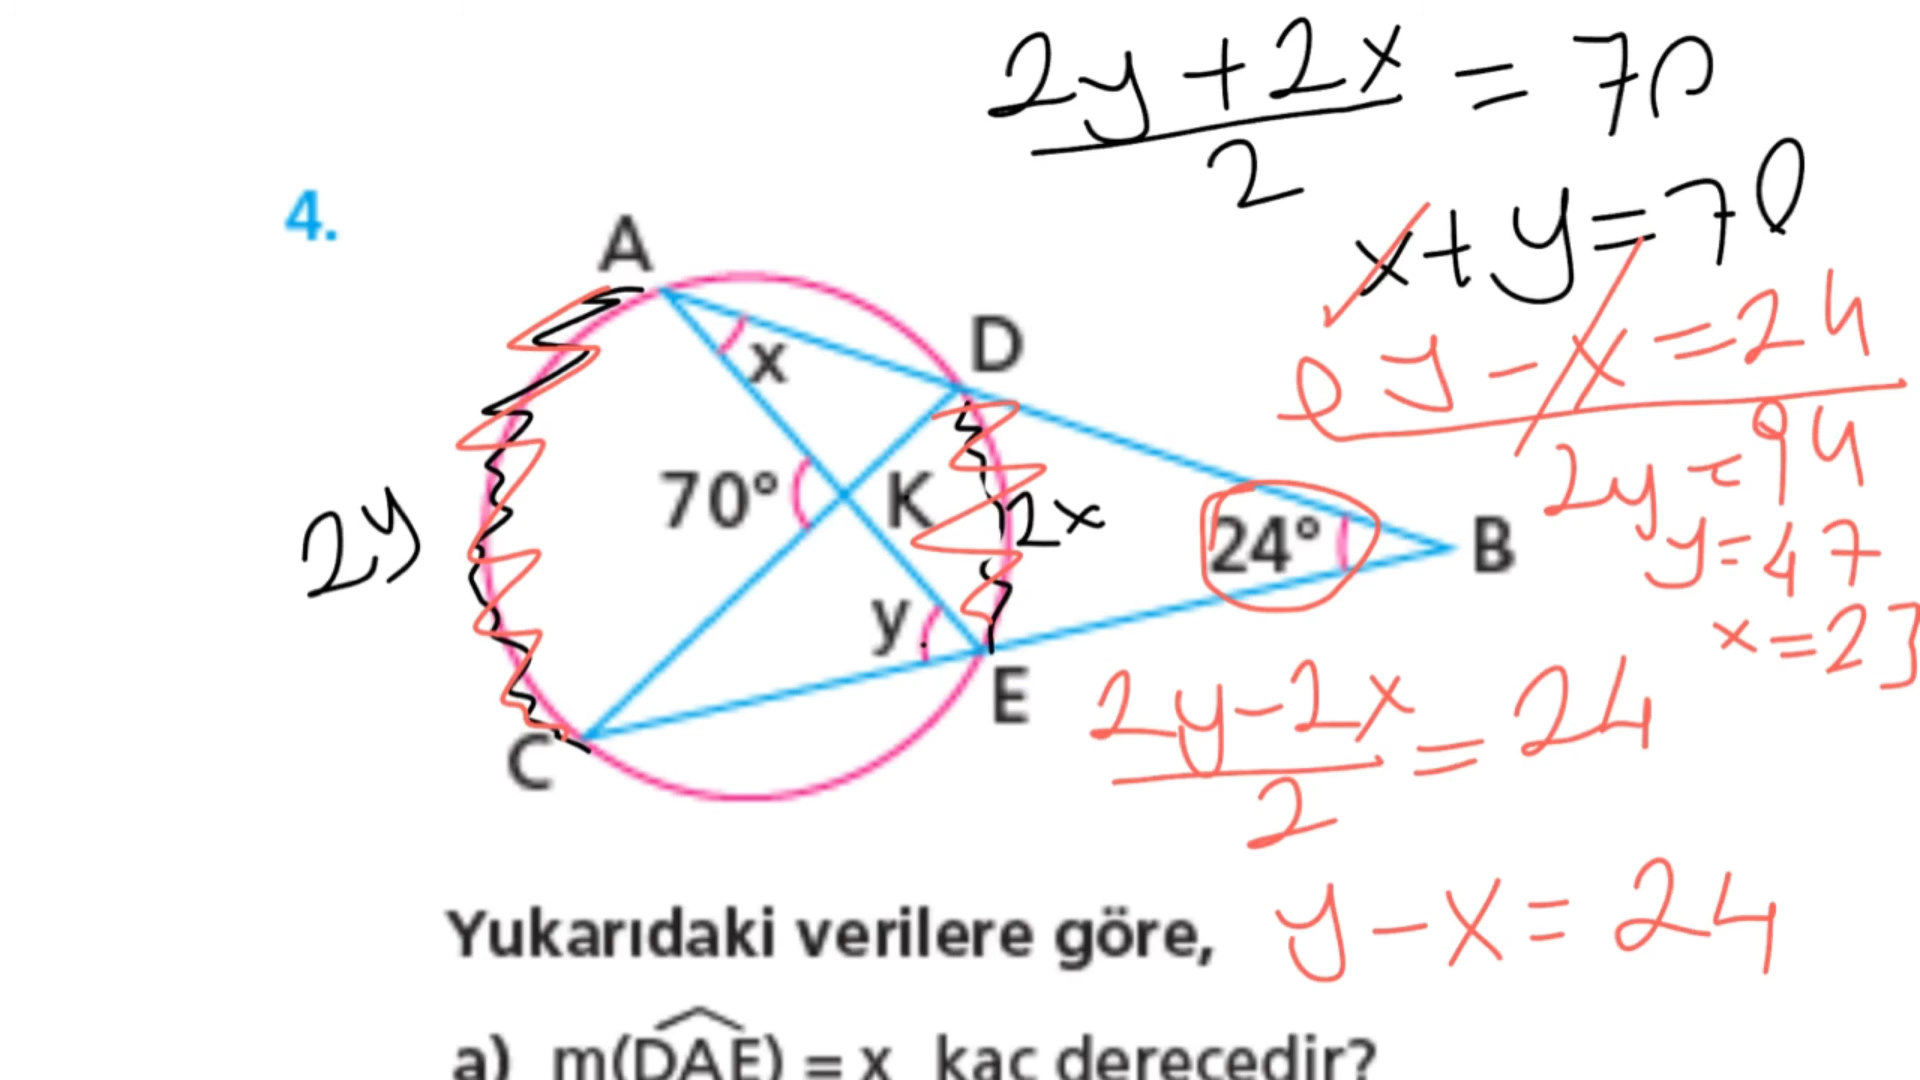 2y+2x/2 = 70
x+y=70
y-x=24
2y=94
y=47
x=23
4.
A
D
x
70°
K
2x
24°
B
2y
y
E
C
2y-2x/2=24
y-x=24
Yukarıdaki verilere göre,
a) m(DAE) = x kaç derecedir?